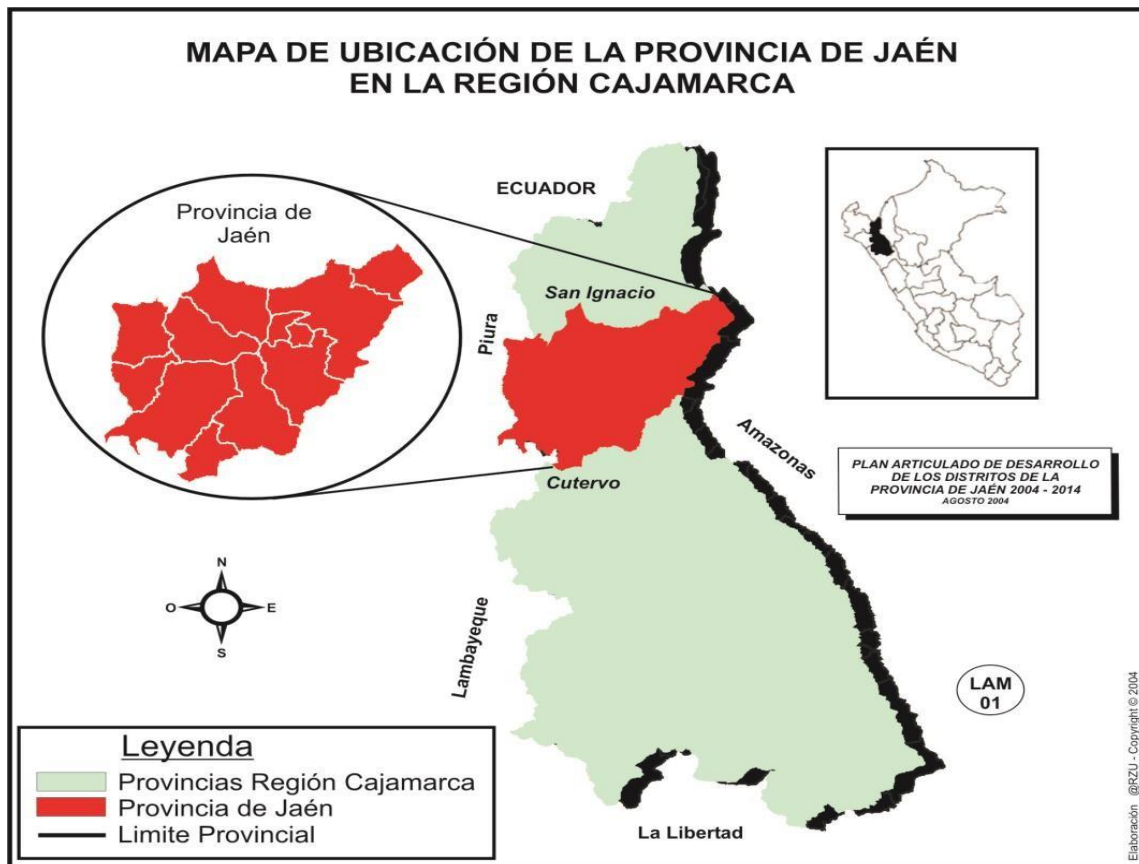 MAPA DE UBICACIÓN DE LA PROVINCIA DE JAÉN
EN LA REGIÓN CAJAMARCA
ECUADOR
Provincia de
Jaén
San Ignacio
Piura
Amazonas
PLAN ARTICULADO DE DESARROLLO
DE LOS DISTRITOS DE LA
PROVINCIA DE JAÉN 2004 - 2014
AGOSTO 2004
Cutervo
N
O
E
S
Lambayeque
LAM
01
Leyenda
Provincias Región Cajamarca
Provincia de Jaén
Limite Provincial
La Libertad
Elaboración @RZU - Copyright © 2004